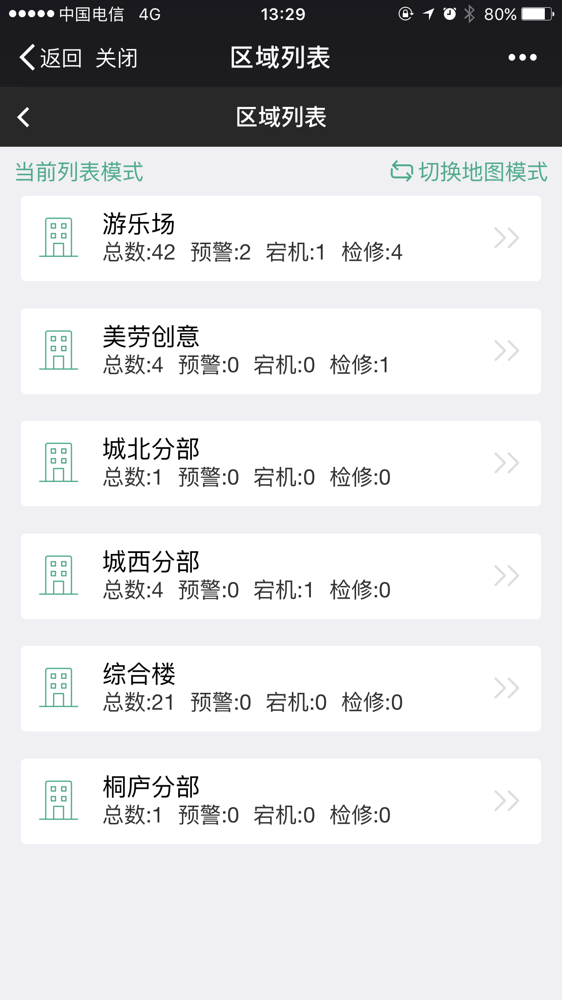 中国电信 4G 13:29 80%
返回 关闭 区域列表
区域列表
当前列表模式 切换地图模式
游乐场
总数:42 预警:2 宕机:1 检修:4
美劳创意
总数:4 预警:0 宕机:0 检修:1
城北分部
总数:1 预警:0 宕机:0 检修:0
城西分部
总数:4 预警:0 宕机:1 检修:0
综合楼
总数:21 预警:0 宕机:0 检修:0
桐庐分部
总数:1 预警:0 宕机:0 检修:0